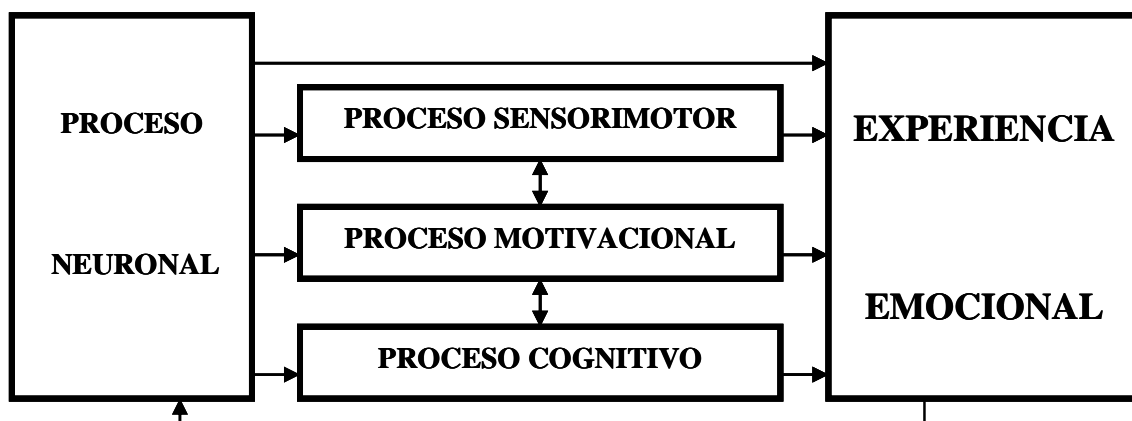 PROCESO
NEURONAL
PROCESO SENSORIMOTOR
PROCESO MOTIVACIONAL
PROCESO COGNITIVO
EXPERIENCIA
EMOCIONAL